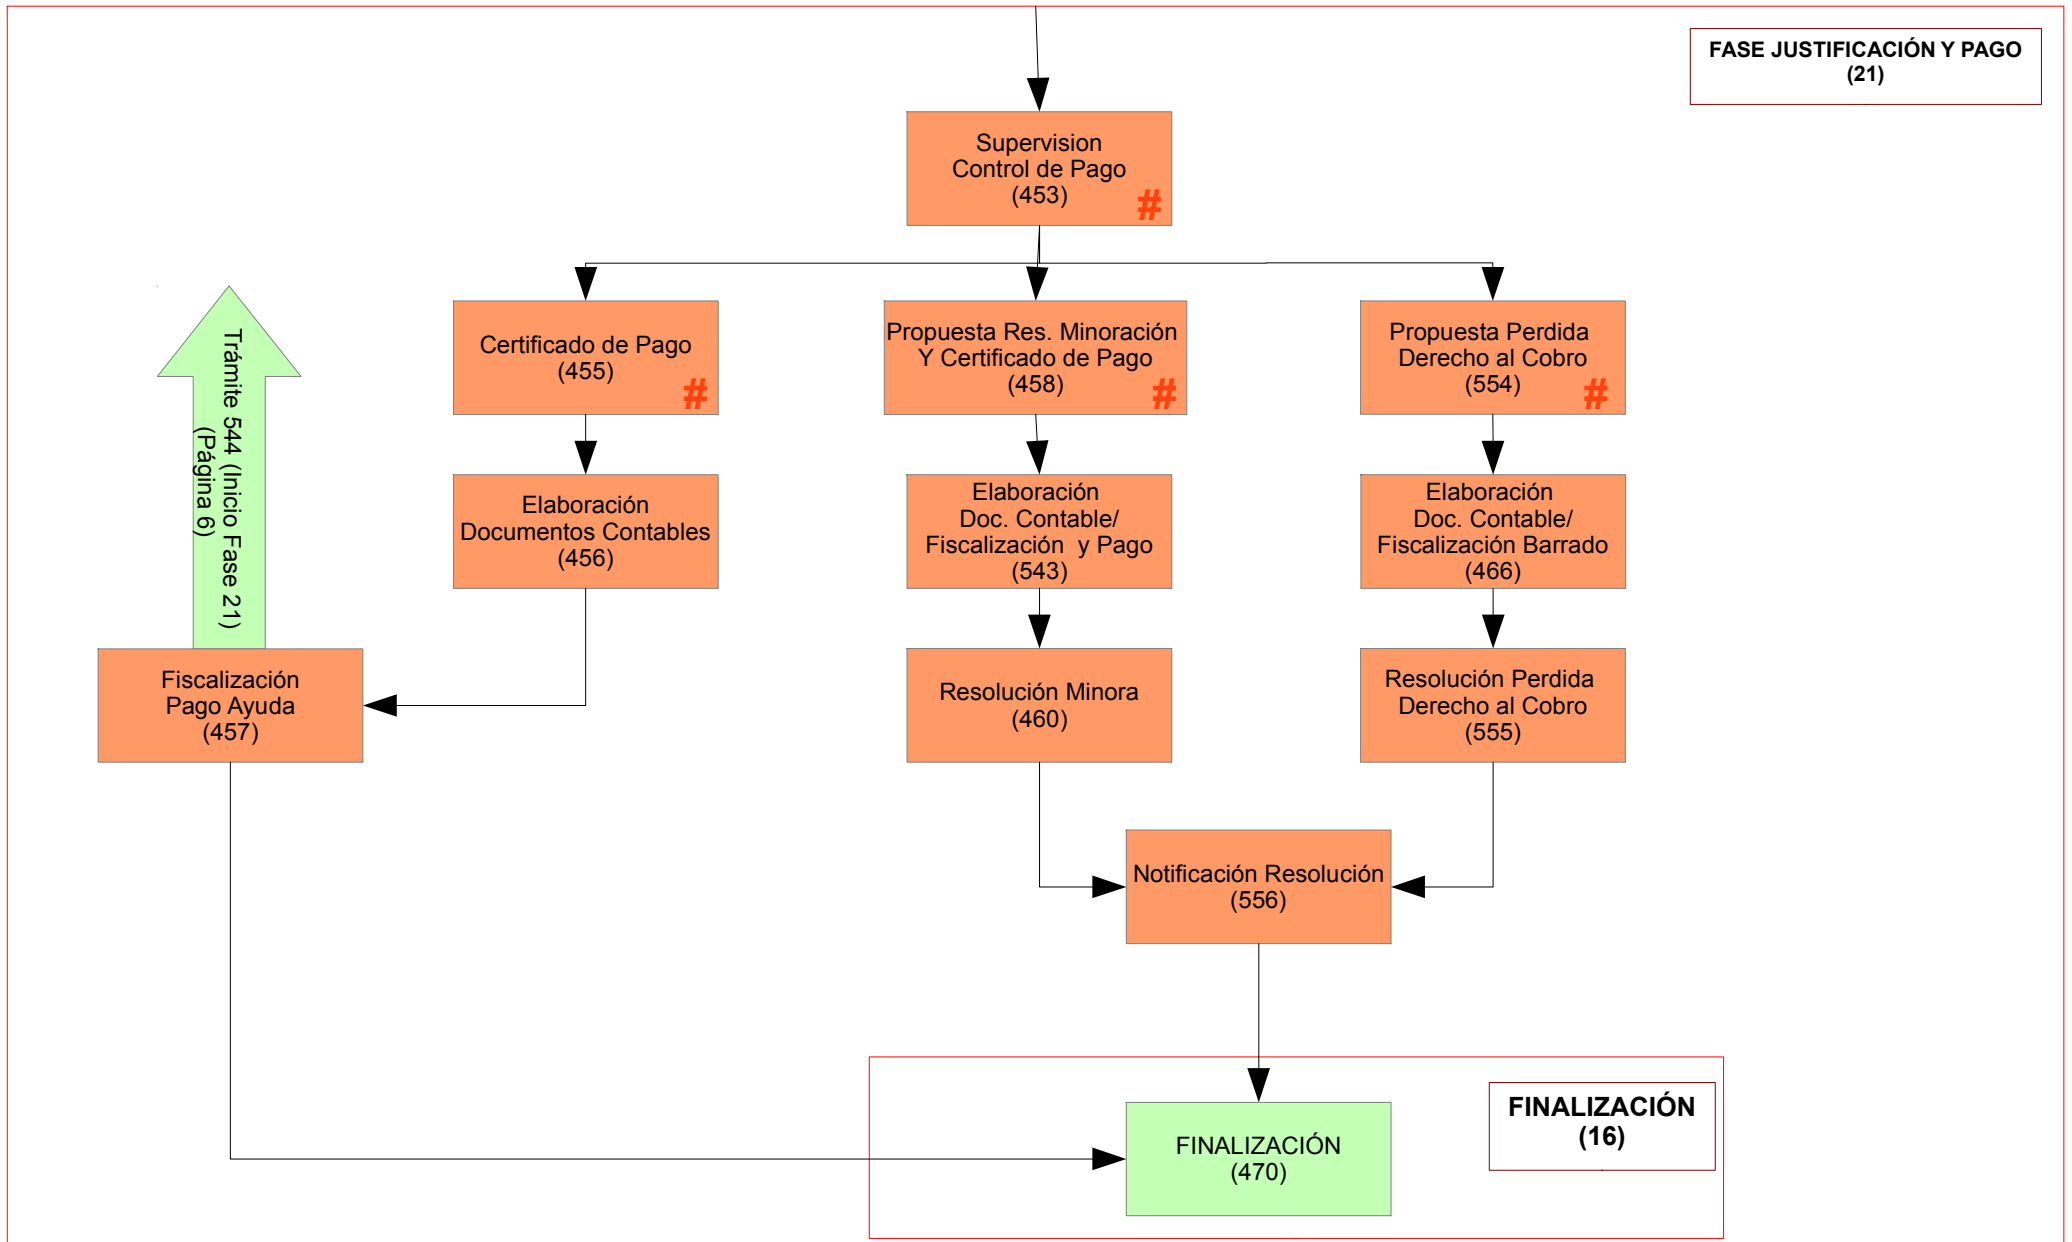 FASE JUSTIFICACIÓN Y PAGO
(21)
Supervision
Control de Pago
(453)
#
Certificado de Pago
(455)
#
Propuesta Res. Minoración
Y Certificado de Pago
(458)
#
Propuesta Perdida
Derecho al Cobro
(554)
#
Trámite 544 (Inicio Fase 21)
(Página 6)
Elaboración
Documentos Contables
(456)
Elaboración
Doc. Contable/
Fiscalización y Pago
(543)
Elaboración
Doc. Contable/
Fiscalización Barrado
(466)
Fiscalización
Pago Ayuda
(457)
Resolución Minora
(460)
Resolución Perdida
Derecho al Cobro
(555)
Notificación Resolución
(556)
FINALIZACIÓN
(16)
FINALIZACIÓN
(470)